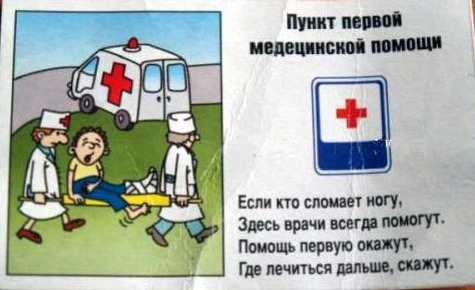 Пункт первой
медецинской помощи
Если кто сломает ногу,
Здесь врачи всегда помогут.
Помощь первую окажут,
Где лечиться дальше, скажут.